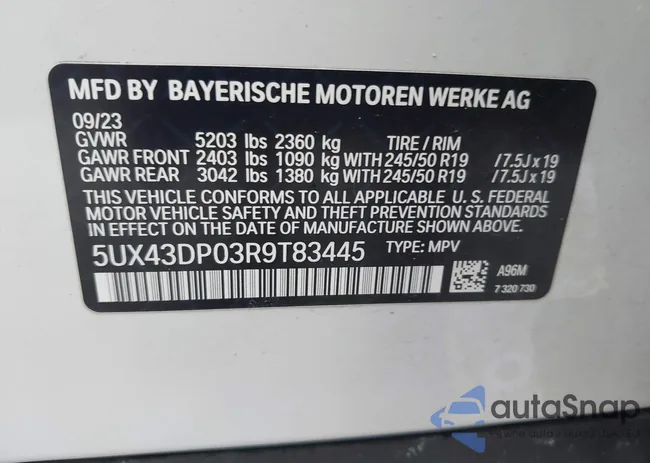 MFD BY BAYERISCHE MOTOREN WERKE AG
09/23
GVWR 5203 lbs 2360 kg TIRE / RIM
GAWR FRONT 2403 lbs 1090 kg WITH 245/50 R19 / 7.5J x 19
GAWR REAR 3042 lbs 1380 kg WITH 245/50 R19 / 7.5J x 19
THIS VEHICLE CONFORMS TO ALL APPLICABLE U. S. FEDERAL
MOTOR VEHICLE SAFETY AND THEFT PREVENTION STANDARDS
IN EFFECT ON THE DATE OF MANUFACTURE SHOWN ABOVE.
5UX43DP03R9T83445 TYPE: MPV
A96M
7 320 730
autoSnap